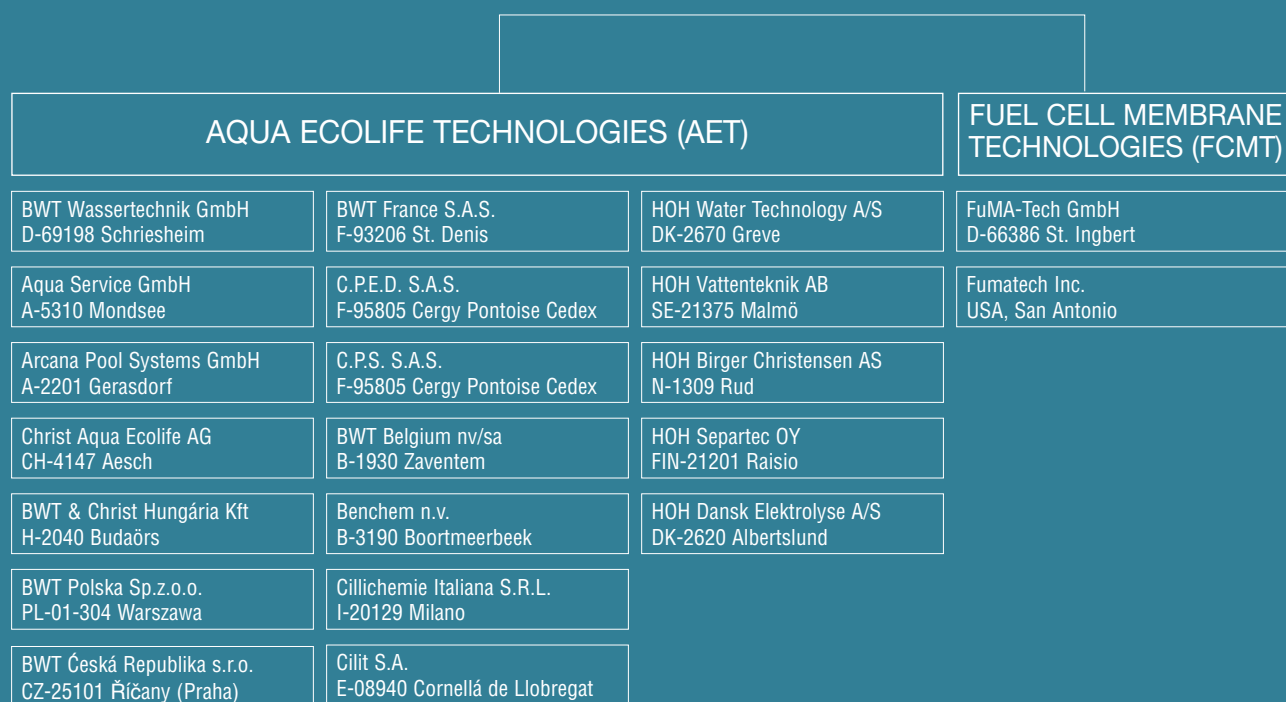 AQUA ECOLIFE TECHNOLOGIES (AET)
FUEL CELL MEMBRANE
TECHNOLOGIES (FCMT)
BWT Wassertechnik GmbH
D-69198 Schriesheim
Aqua Service GmbH
A-5310 Mondsee
Arcana Pool Systems GmbH
A-2201 Gerasdorf
Christ Aqua Ecolife AG
CH-4147 Aesch
BWT & Christ Hungária Kft
H-2040 Budaörs
BWT Polska Sp.z.o.o.
PL-01-304 Warszawa
BWT Ćeská Republika s.r.o.
CZ-25101 Říčany (Praha)
BWT France S.A.S.
F-93206 St. Denis
C.P.E.D. S.A.S.
F-95805 Cergy Pontoise Cedex
C.P.S. S.A.S.
F-95805 Cergy Pontoise Cedex
BWT Belgium nv/sa
B-1930 Zaventem
Benchem n.v.
B-3190 Boortmeerbeek
Cillichemie Italiana S.R.L.
I-20129 Milano
Cilit S.A.
E-08940 Cornellá de Llobregat
HOH Water Technology A/S
DK-2670 Greve
HOH Vattenteknik AB
SE-21375 Malmö
HOH Birger Christensen AS
N-1309 Rud
HOH Separtec OY
FIN-21201 Raisio
HOH Dansk Elektrolyse A/S
DK-2620 Albertslund
FuMA-Tech GmbH
D-66386 St. Ingbert
Fumatech Inc.
USA, San Antonio